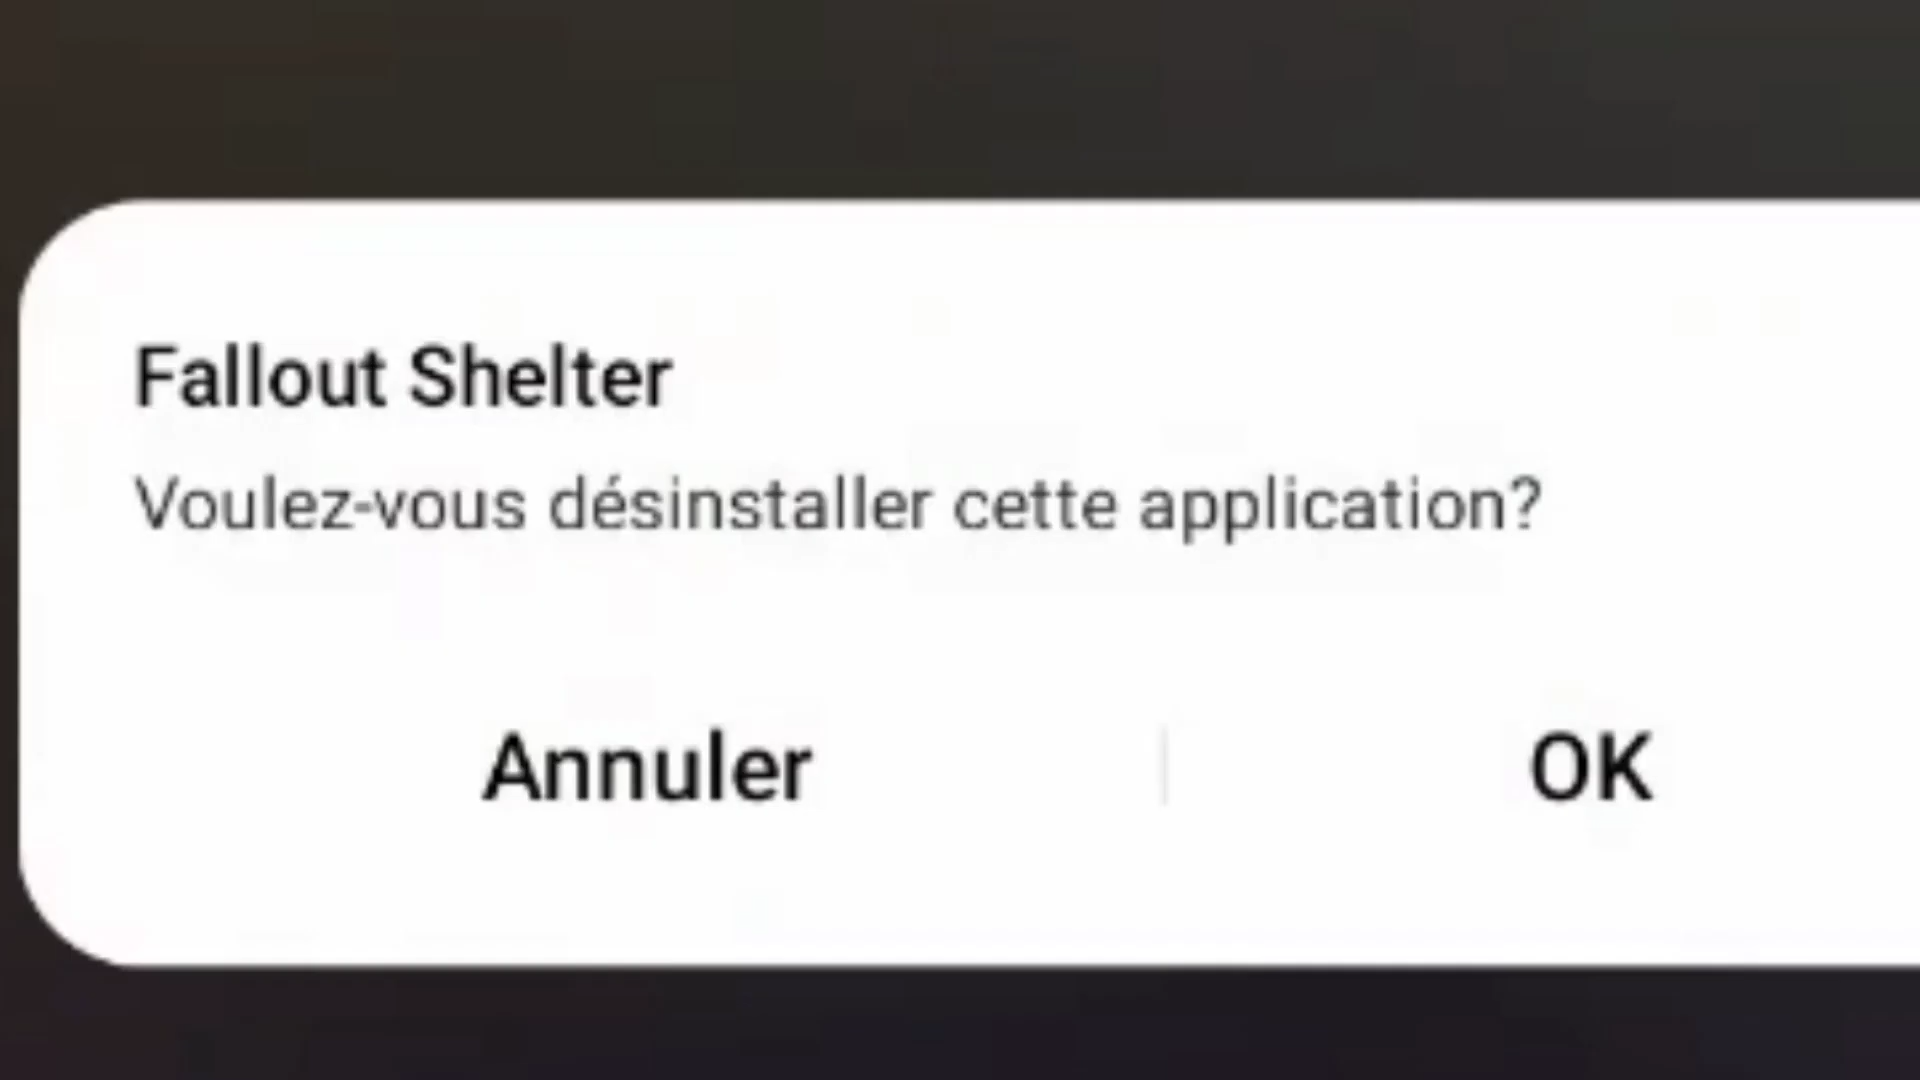 Fallout Shelter
Voulez-vous désinstaller cette application?
Annuler
OK